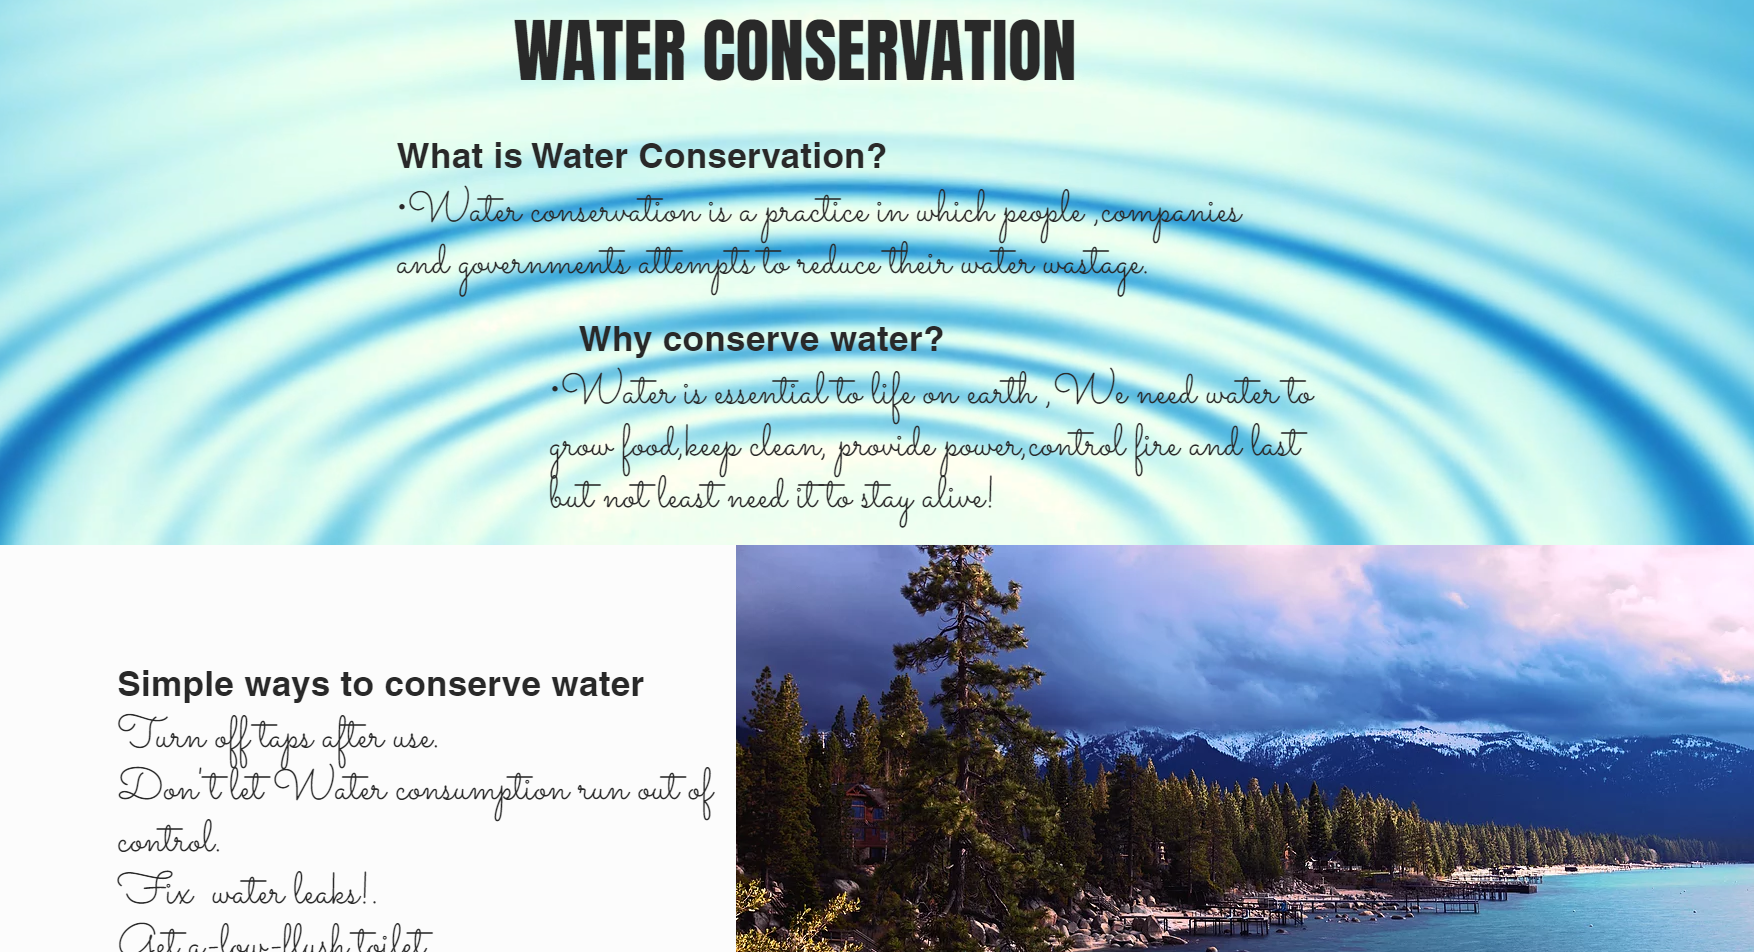 WATER CONSERVATION
What is Water Conservation?
•Water conservation is a practice in which people ,companies
and governments attempts to reduce their water wastage.
Why conserve water?
•Water is essential to life on earth ,We need water to
grow food,keep clean, provide power,control fire and last
but not least need it to stay alive!
Simple ways to conserve water
Turn off taps after use.
Don't let Water consumption run out of
control.
Fix  water leaks!.
Get a-low-flush toilet